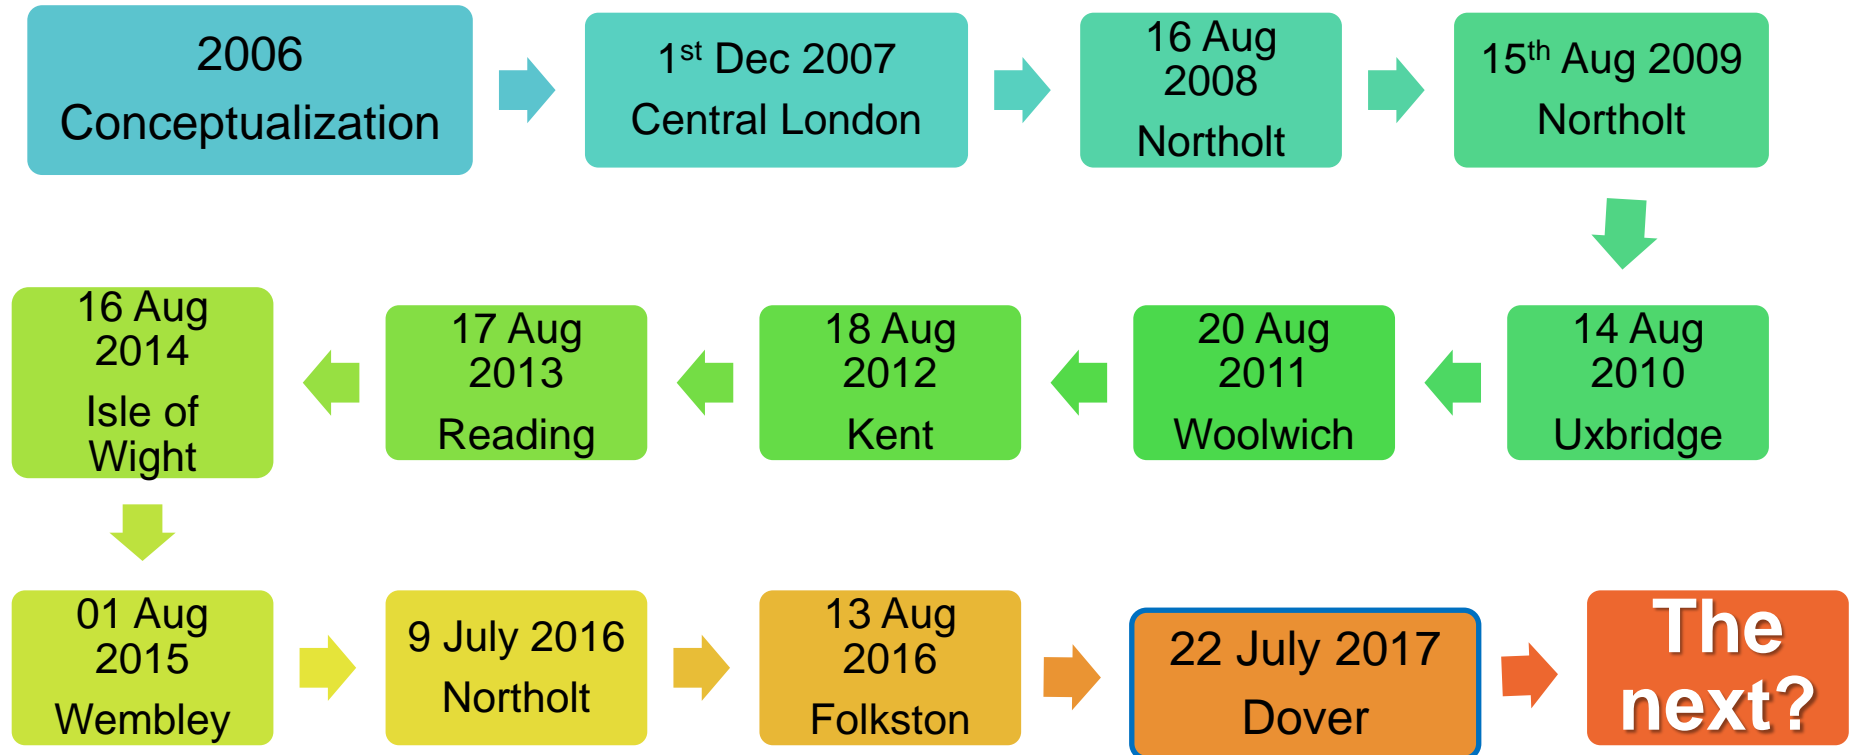 2006
Conceptualization
1st Dec 2007
Central London
16 Aug
2008
Northolt
15th Aug 2009
Northolt
14 Aug
2010
Uxbridge
20 Aug
2011
Woolwich
18 Aug
2012
Kent
17 Aug
2013
Reading
16 Aug
2014
Isle of
Wight
01 Aug
2015
Wembley
9 July 2016
Northolt
13 Aug
2016
Folkston
22 July 2017
Dover
The
next?